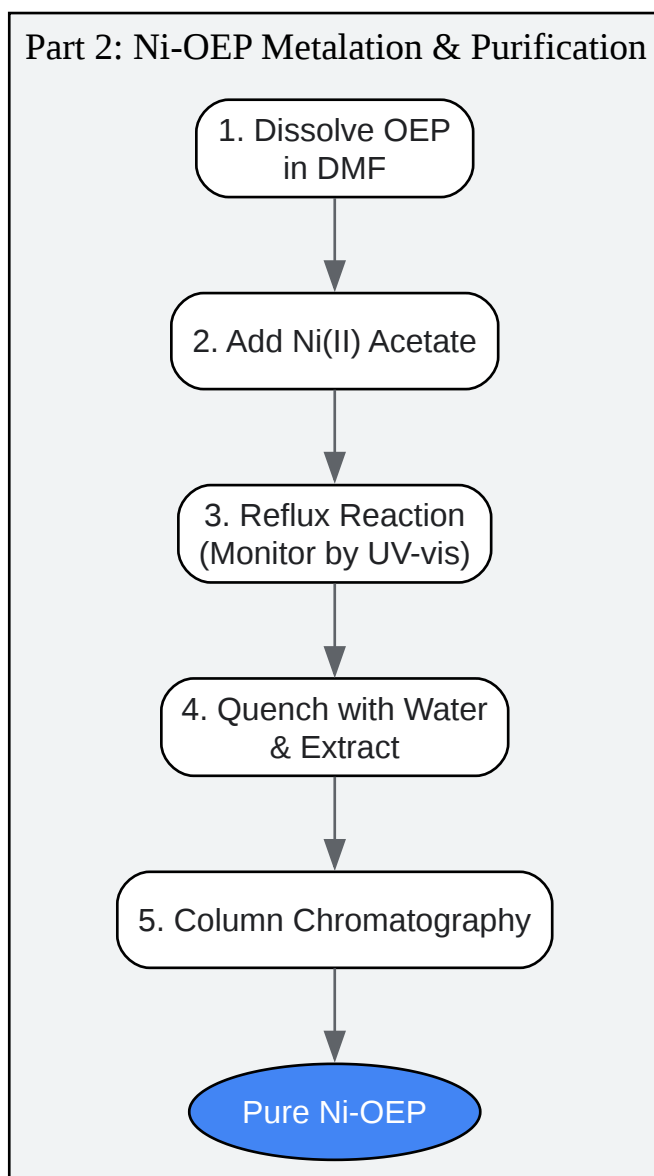 Part 2: Ni-OEP Metalation & Purification
1. Dissolve OEP
in DMF
2. Add Ni(II) Acetate
3. Reflux Reaction
(Monitor by UV-vis)
4. Quench with Water
& Extract
5. Column Chromatography
Pure Ni-OEP